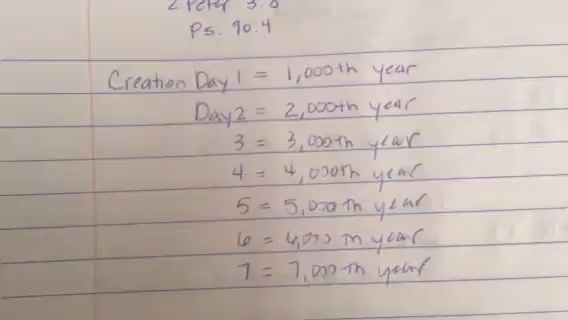 2 Peter 3.8
Ps. 90.4
Creation Day 1 = 1,000th year
Day 2 = 2,000th year
3 = 3,000th year
4 = 4,000th year
5 = 5,000th year
6 = 6,000th year
7 = 7,000th year